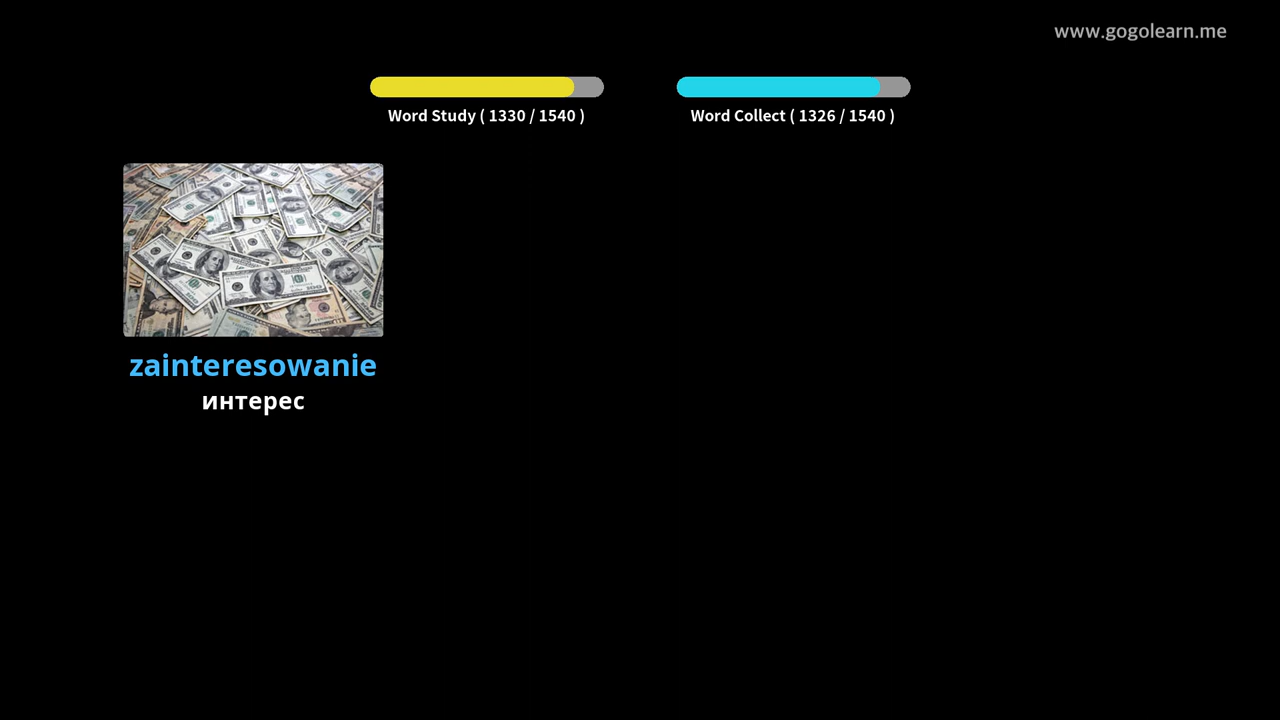 www.gogolearn.me
Word Study ( 1330 / 1540 )
Word Collect ( 1326 / 1540 )
zainteresowanie
интерес